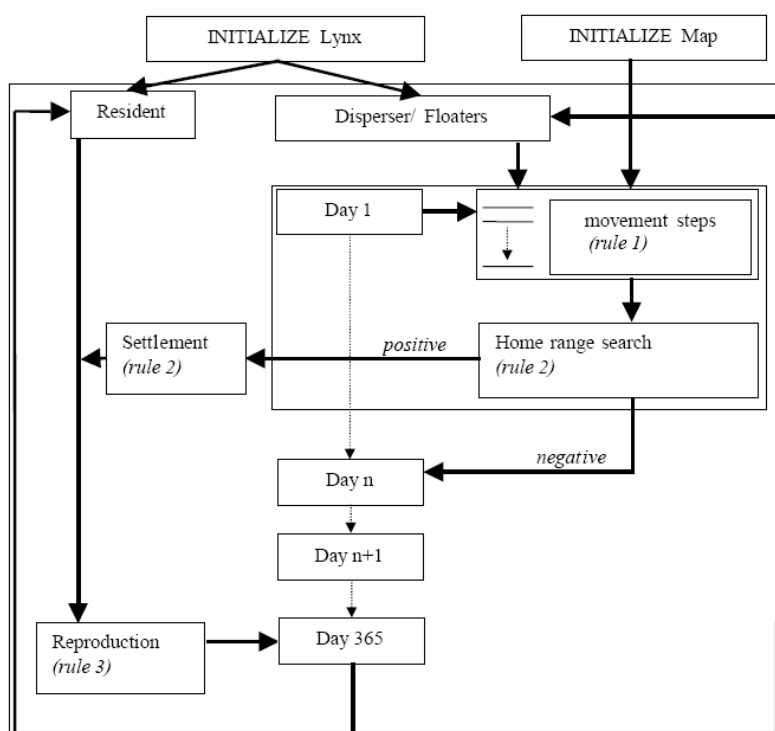 INITIALIZE Lynx
INITIALIZE Map
Resident
Disperser/ Floaters
Day 1
movement steps
(rule 1)
Settlement
(rule 2)
positive
Home range search
(rule 2)
negative
Day n
Day n+1
Reproduction
(rule 3)
Day 365